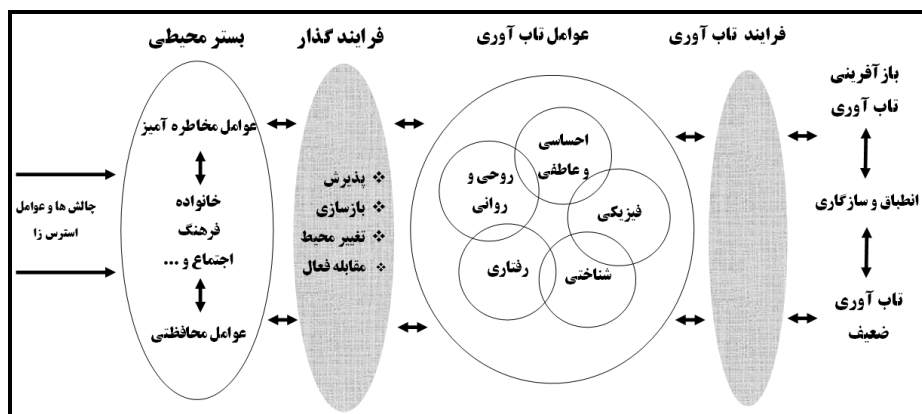 بستر محیطی
فرایند گذار
عوامل تاب آوری
فرایند تاب آوری
چالش ها و عوامل
استرس زا
عوامل مخاطره آمیز
خانواده
فرهنگ
اجتماع و ...
عوامل محافظتی
❖ پذیرش
❖ بازسازی
❖ تغییر محیط
❖ مقابله فعال
احساسی
و عاطفی
روحی و
روانی
فیزیکی
رفتاری
شناختی
بازآفرینی
تاب آوری
انطباق و سازگاری
تاب آوری
ضعیف